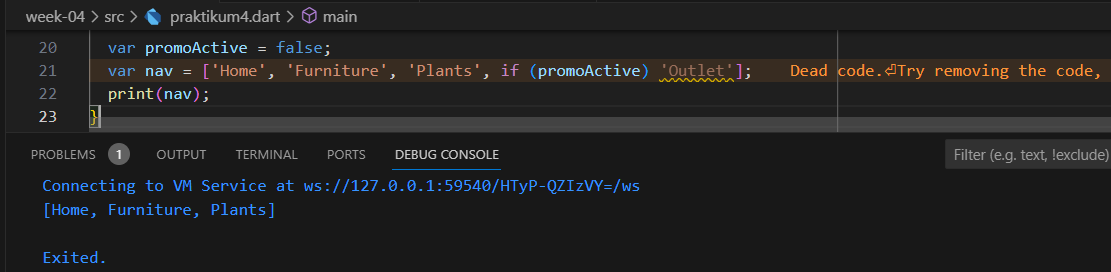 week-04 > src > praktikum4.dart > main
20 var promoActive = false;
21 var nav = ['Home', 'Furniture', 'Plants', if (promoActive) 'Outlet']; Dead code.⏎Try removing the code,
22 print(nav);
23 }
PROBLEMS 1 OUTPUT TERMINAL PORTS DEBUG CONSOLE Filter (e.g. text, !exclude)
Connecting to VM Service at ws://127.0.0.1:59540/HTyP-QZIzVY=/ws
[Home, Furniture, Plants]
Exited.